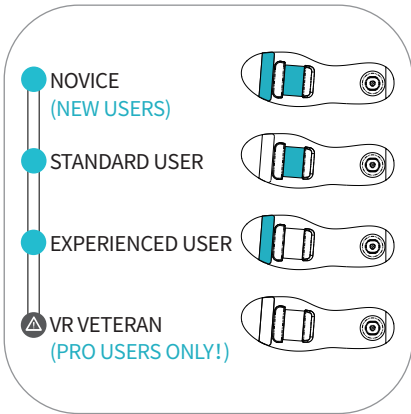 NOVICE
(NEW USERS)
STANDARD USER
EXPERIENCED USER
VR VETERAN
(PRO USERS ONLY!)